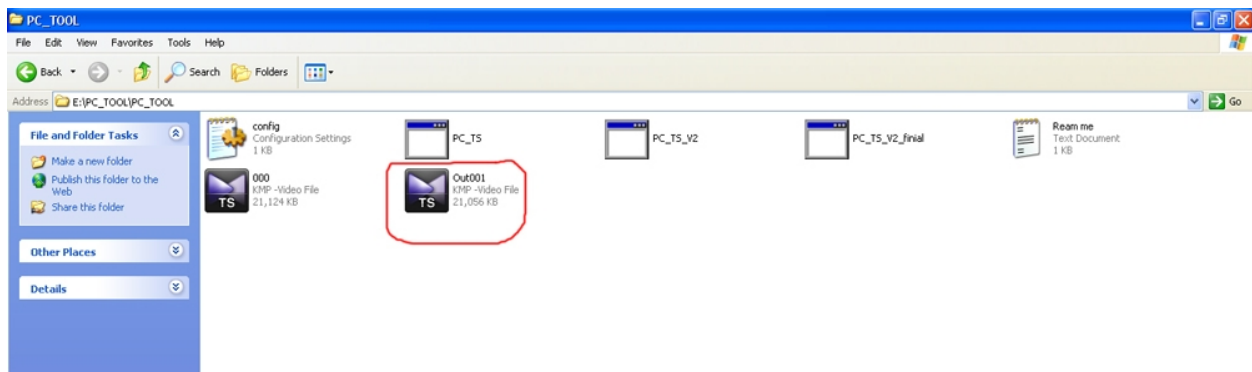 PC_TOOL
File Edit View Favorites Tools Help
Back Search Folders
Address E:\PC_TOOL\PC_TOOL Go
File and Folder Tasks
Make a new folder
Publish this folder to the
Web
Share this folder
Other Places
Details
config
Configuration Settings
1 KB
PC_TS
PC_TS_V2
PC_TS_V2_finial
Ream me
Text Document
1 KB
000
KMP -Video File
21,124 KB
TS
Out001
KMP -Video File
21,056 KB
TS